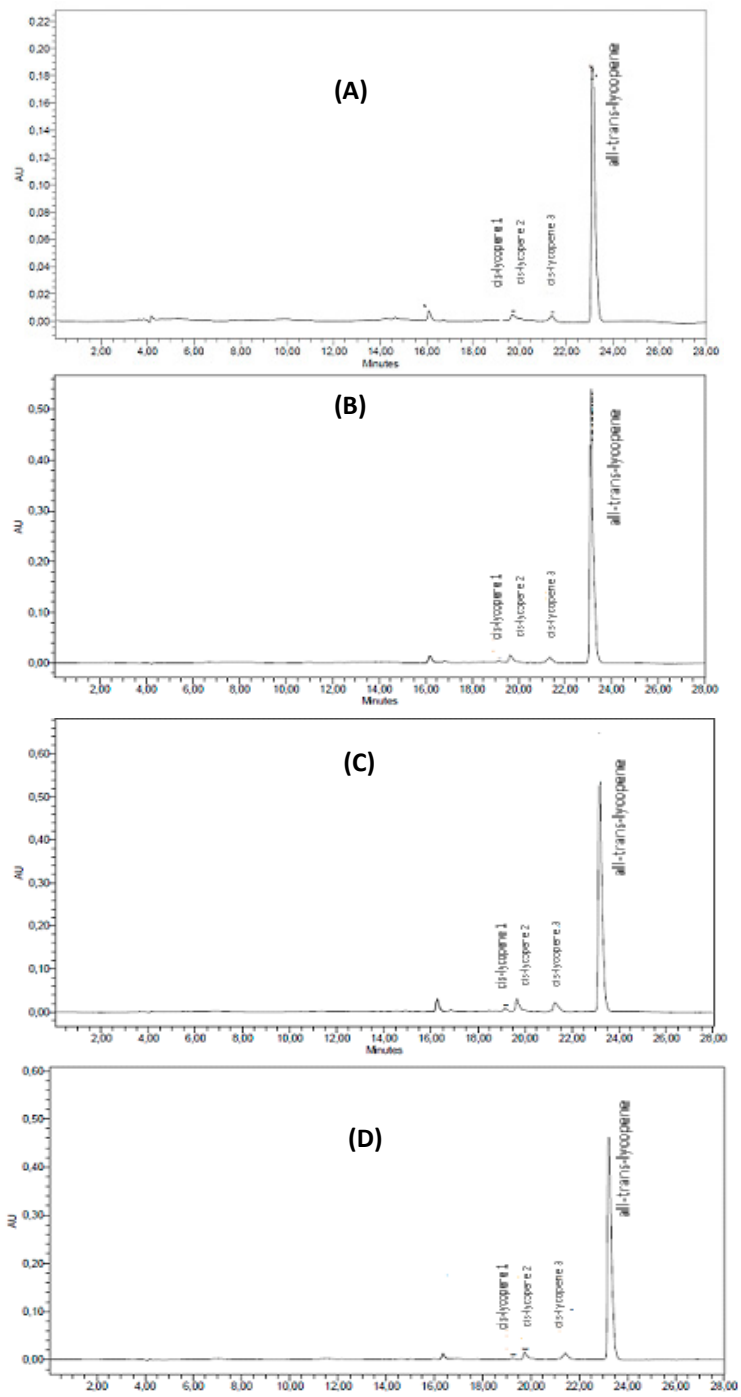 (A)
0,22
0,20
0,18
0,16
0,14
0,12
0,10
0,08
0,06
0,04
0,02
0,00
AU
cis-lycopene 1
cis-lycopene 2
cis-lycopene 3
all-trans-lycopene
2,00 4,00 6,00 8,00 10,00 12,00 14,00 16,00 18,00 20,00 22,00 24,00 26,00 28,00
Minutes
(B)
0,50
0,40
0,30
0,20
0,10
0,00
AU
cis-lycopene 1
cis-lycopene 2
cis-lycopene 3
all-trans-lycopene
2,00 4,00 6,00 8,00 10,00 12,00 14,00 16,00 18,00 20,00 22,00 24,00 26,00 28,00
Minutes
(C)
0,60
0,50
0,40
0,30
0,20
0,10
0,00
AU
cis-lycopene 1
cis-lycopene 2
cis-lycopene 3
all-trans-lycopene
2,00 4,00 6,00 8,00 10,00 12,00 14,00 16,00 18,00 20,00 22,00 24,00 26,00 28,00
Minutes
(D)
0,60
0,50
0,40
0,30
0,20
0,10
0,00
AU
cis-lycopene 1
cis-lycopene 2
cis-lycopene 3
all-trans-lycopene
2,00 4,00 6,00 8,00 10,00 12,00 14,00 16,00 18,00 20,00 22,00 24,00 26,00 28,00